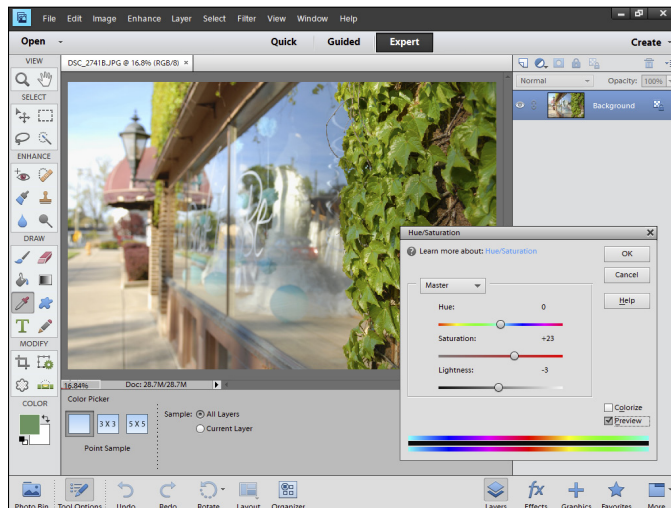 File Edit Image Enhance Layer Select Filter View Window Help
Open Quick Guided Expert Create
VIEW
DSC_2741B.JPG @ 16.8% (RGB/8) ×
Normal Opacity: 100%
SELECT
Background
ENHANCE
Hue/Saturation
Learn more about: Hue/Saturation
OK
Cancel
DRAW
Master
Help
Hue: 0
Saturation: +23
T
MODIFY
Lightness: -3
16.84% Doc: 28.7M/28.7M
COLOR
Color Picker
Colorize
Sample: All Layers
Preview
3 X 3 5 X 5
Current Layer
Point Sample
fx
Photo Bin Tool Options Undo Redo Rotate Layout Organizer Layers Effects Graphics Favorites More